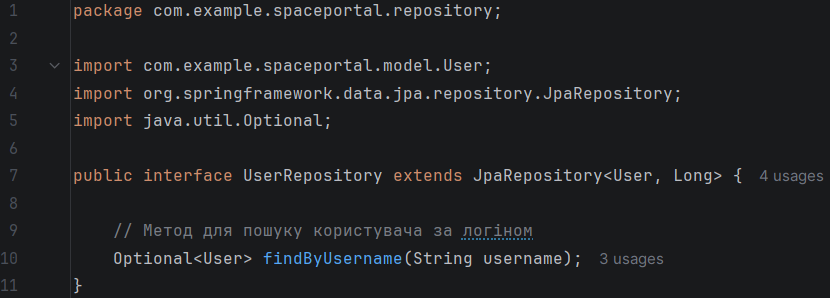 1 package com.example.spaceportal.repository;
2
3 import com.example.spaceportal.model.User;
4 import org.springframework.data.jpa.repository.JpaRepository;
5 import java.util.Optional;
6
7 public interface UserRepository extends JpaRepository<User, Long> { 4 usages
8
9 // Метод для пошуку користувача за логіном
10 Optional<User> findByUsername(String username); 3 usages
11 }